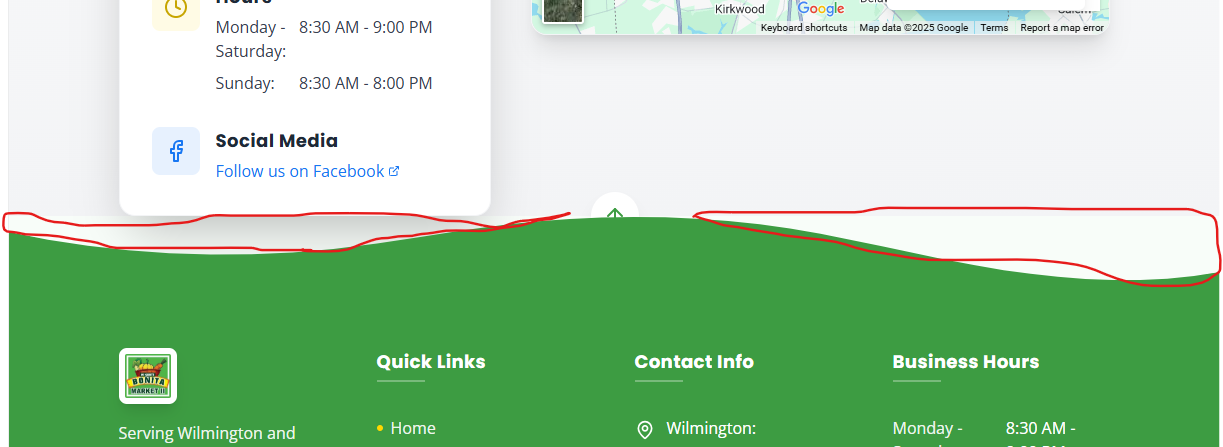 Hours
Monday - 8:30 AM - 9:00 PM
Saturday:
Sunday: 8:30 AM - 8:00 PM
Social Media
Follow us on Facebook
Kirkwood
Google
Keyboard shortcuts Map data ©2025 Google Terms Report a map error
BONITA
MARKET II
Quick Links
Contact Info
Business Hours
Serving Wilmington and
Home
Wilmington:
Monday - 8:30 AM -